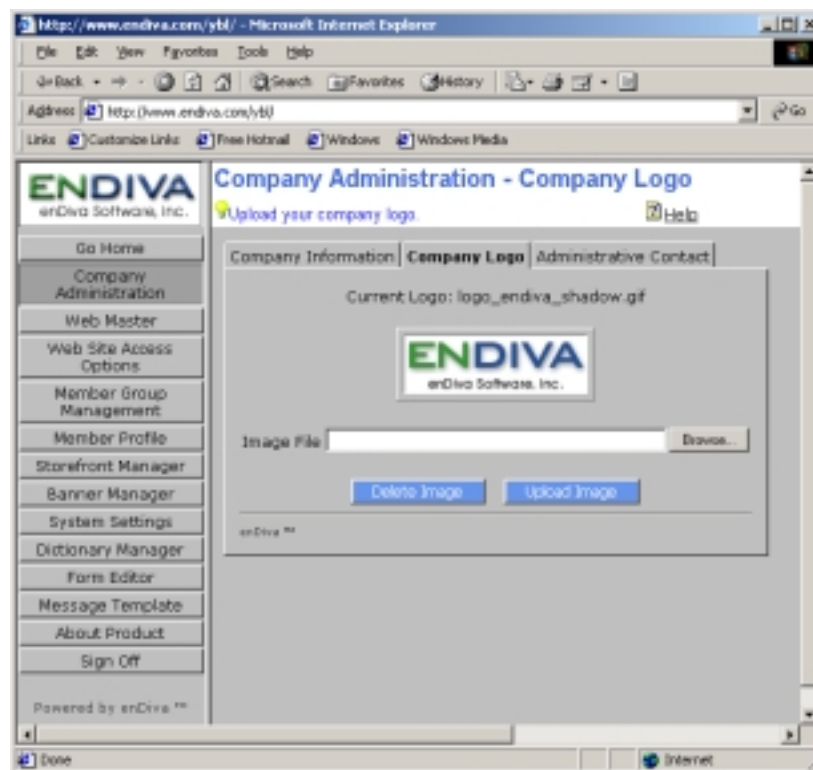 http://www.endiva.com/ybl/ - Microsoft Internet Explorer
File Edit View Favorites Tools Help
Back Search Favorites History
Address http://www.endiva.com/ybl/ Go
Links Customize Links Free Hotmail Windows Windows Media
ENDIVA
enDiva Software, Inc.
Company Administration - Company Logo
Upload your company logo.
Help
Go Home
Company Administration
Web Master
Web Site Access Options
Member Group Management
Member Profile
Storefront Manager
Banner Manager
System Settings
Dictionary Manager
Form Editor
Message Template
About Product
Sign Off
Powered by enDiva ™
Company Information Company Logo Administrative Contact
Current Logo: logo_endiva_shadow.gif
ENDIVA
enDiva Software, Inc.
Image File Browse...
Delete Image Upload Image
enDiva ™
Done Internet